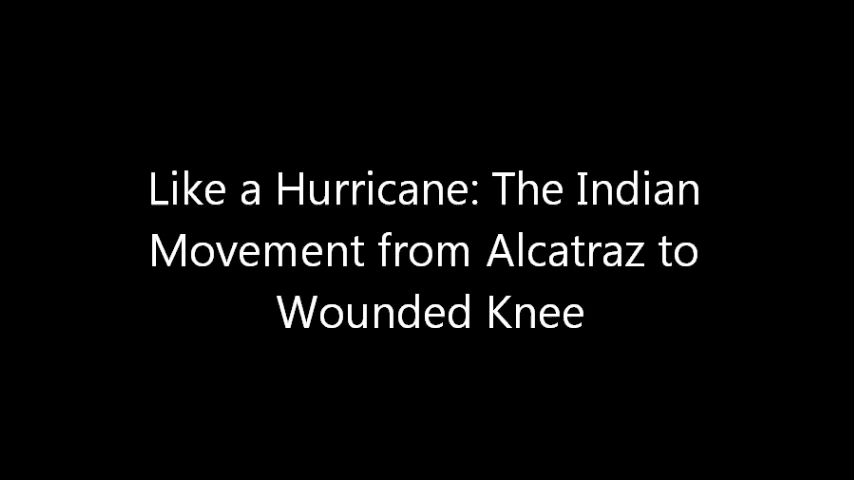 Like a Hurricane: The Indian
Movement from Alcatraz to
Wounded Knee